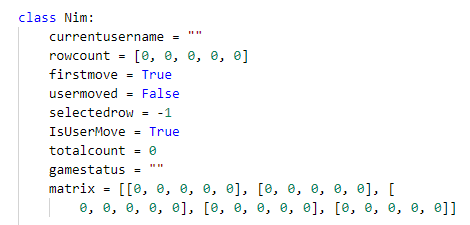 class Nim:
    currentusername = ""
    rowcount = [0, 0, 0, 0, 0]
    firstmove = True
    usermoved = False
    selectedrow = -1
    IsUserMove = True
    totalcount = 0
    gamestatus = ""
    matrix = [[0, 0, 0, 0, 0], [0, 0, 0, 0, 0], [
        0, 0, 0, 0, 0], [0, 0, 0, 0, 0], [0, 0, 0, 0, 0]]